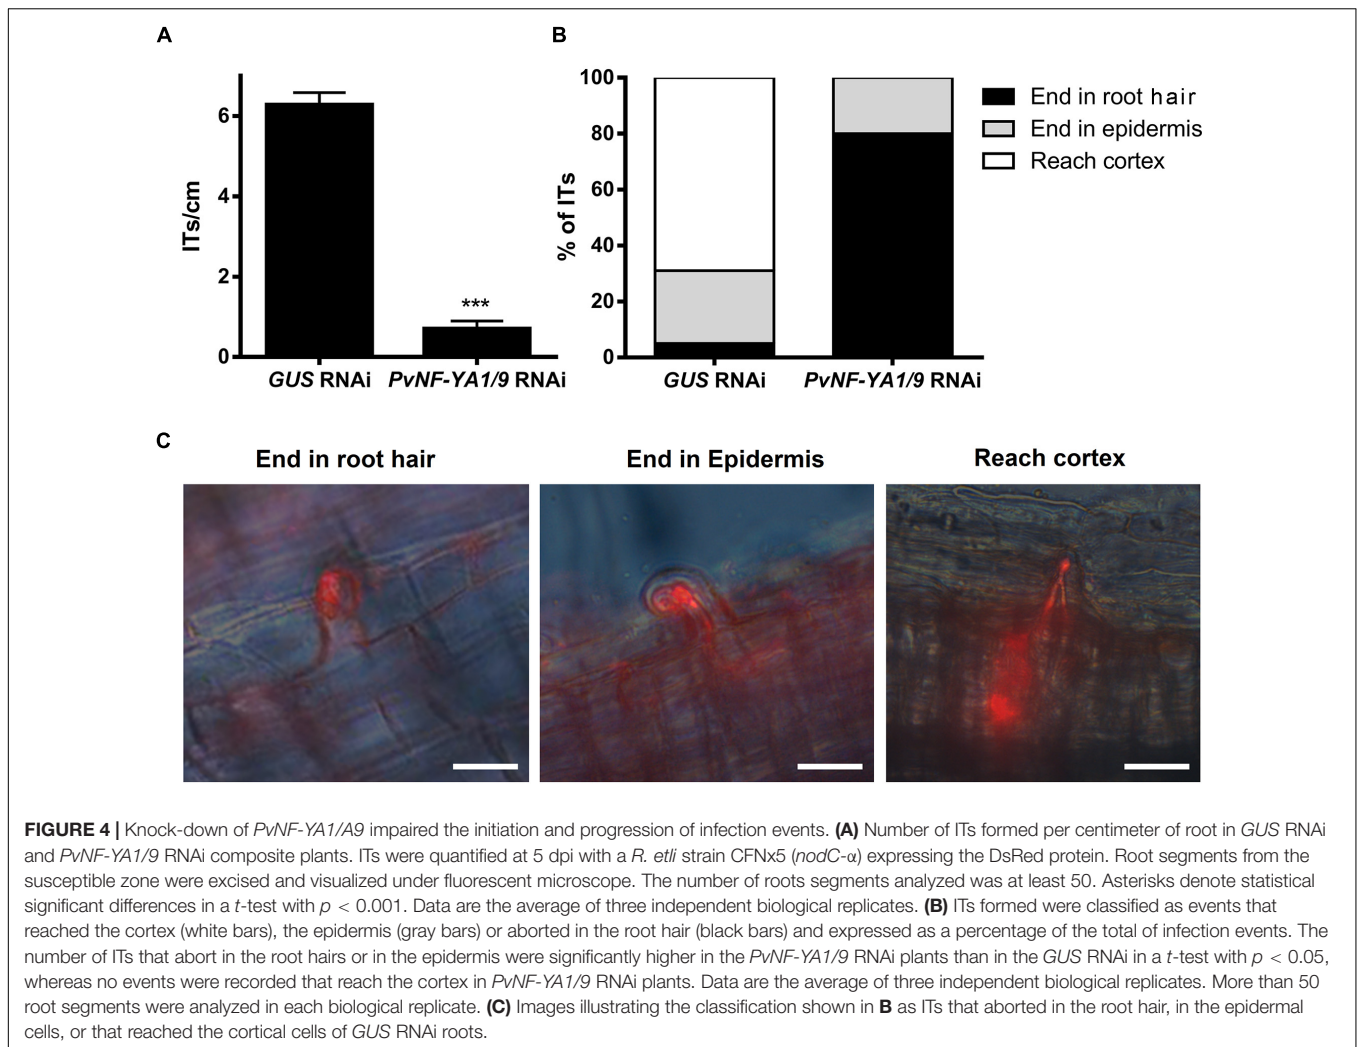 A
B
6
4
2
0
ITs/cm
***
GUS RNAi
PvNF-YA1/9 RNAi
100
80
60
40
20
0
% of ITs
GUS RNAi
PvNF-YA1/9 RNAi
End in root hair
End in epidermis
Reach cortex
C
End in root hair
End in Epidermis
Reach cortex
FIGURE 4 | Knock-down of PvNF-YA1/A9 impaired the initiation and progression of infection events. (A) Number of ITs formed per centimeter of root in GUS RNAi
and PvNF-YA1/9 RNAi composite plants. ITs were quantified at 5 dpi with a R. etli strain CFNx5 (nodC-α) expressing the DsRed protein. Root segments from the
susceptible zone were excised and visualized under fluorescent microscope. The number of roots segments analyzed was at least 50. Asterisks denote statistical
significant differences in a t-test with p < 0.001. Data are the average of three independent biological replicates. (B) ITs formed were classified as events that
reached the cortex (white bars), the epidermis (gray bars) or aborted in the root hair (black bars) and expressed as a percentage of the total of infection events. The
number of ITs that abort in the root hairs or in the epidermis were significantly higher in the PvNF-YA1/9 RNAi plants than in the GUS RNAi in a t-test with p < 0.05,
whereas no events were recorded that reach the cortex in PvNF-YA1/9 RNAi plants. Data are the average of three independent biological replicates. More than 50
root segments were analyzed in each biological replicate. (C) Images illustrating the classification shown in B as ITs that aborted in the root hair, in the epidermal
cells, or that reached the cortical cells of GUS RNAi roots.